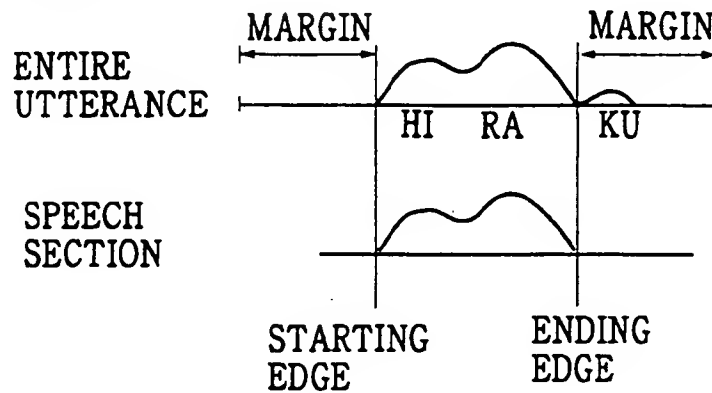 MARGIN MARGIN
ENTIRE
UTTERANCE
HI RA KU
SPEECH
SECTION
STARTING
EDGE
ENDING
EDGE